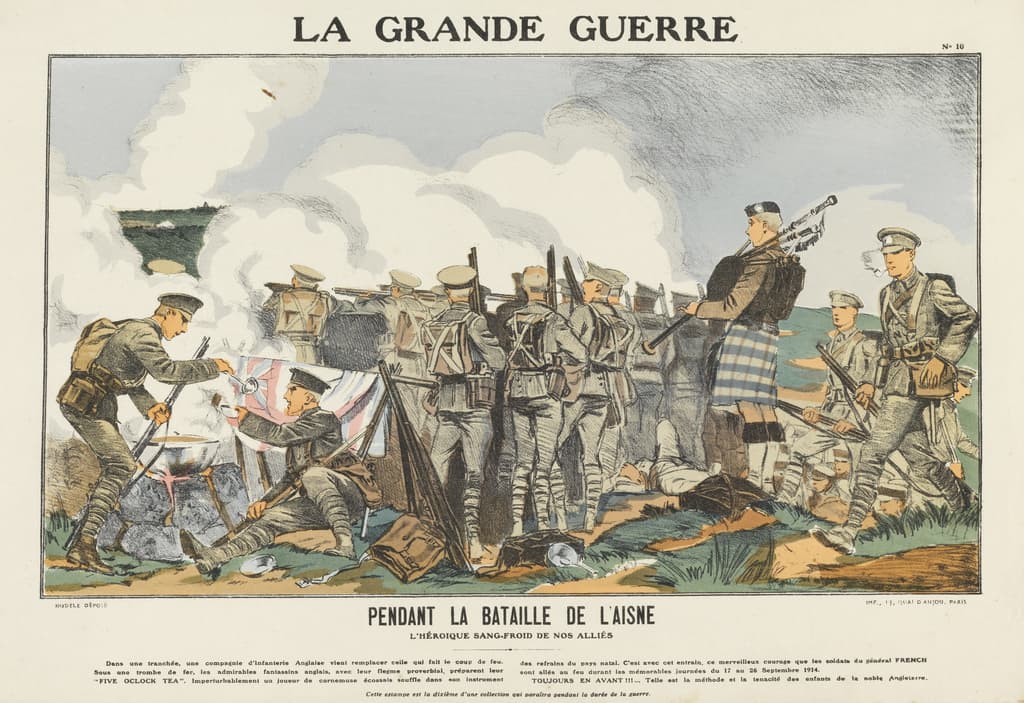 LA GRANDE GUERRE
Nº 10
MODÈLE DÉPOSÉ
IMP., 15, QUAI D'ANJOU, PARIS
PENDANT LA BATAILLE DE L'AISNE
L'HÉROIQUE SANG-FROID DE NOS ALLIÉS
Dans une tranchée, une compagnie d'infanterie Anglaise vient remplacer celle qui fait le coup de feu.
Sous une trombe de fer, les admirables fantassins anglais, avec leur flegme proverbial, préparent leur
"FIVE OCLOCK TEA". Imperturbablement un joueur de cornemuse écossais souffle dans son instrument
des refrains du pays natal. C'est avec cet entrain, ce merveilleux courage que les soldats du général FRENCH
sont allés au feu durant les mémorables journées du 17 au 26 Septembre 1914.
TOUJOURS EN AVANT !!!... Telle est la méthode et la tenacité des enfants de la noble Angleterre.
Cette estampe est la dixième d'une collection qui paraîtra pendant la durée de la guerre.